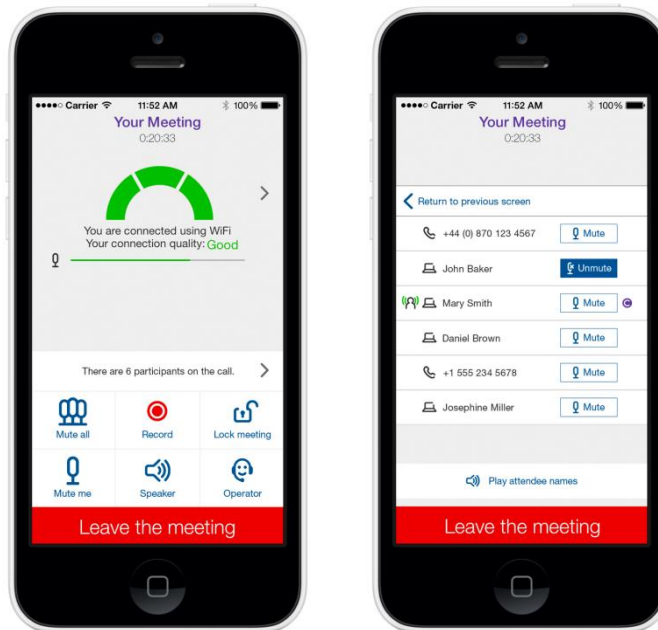 Carrier 11:52 AM 100%
Your Meeting
0:20:33
You are connected using WiFi
Your connection quality: Good
There are 6 participants on the call.
Mute all Record Lock meeting
Mute me Speaker Operator
Leave the meeting
Carrier 11:52 AM 100%
Your Meeting
0:20:33
Return to previous screen
+44 (0) 870 123 4567 Mute
John Baker Unmute
Mary Smith Mute C
Daniel Brown Mute
+1 555 234 5678 Mute
Josephine Miller Mute
Play attendee names
Leave the meeting